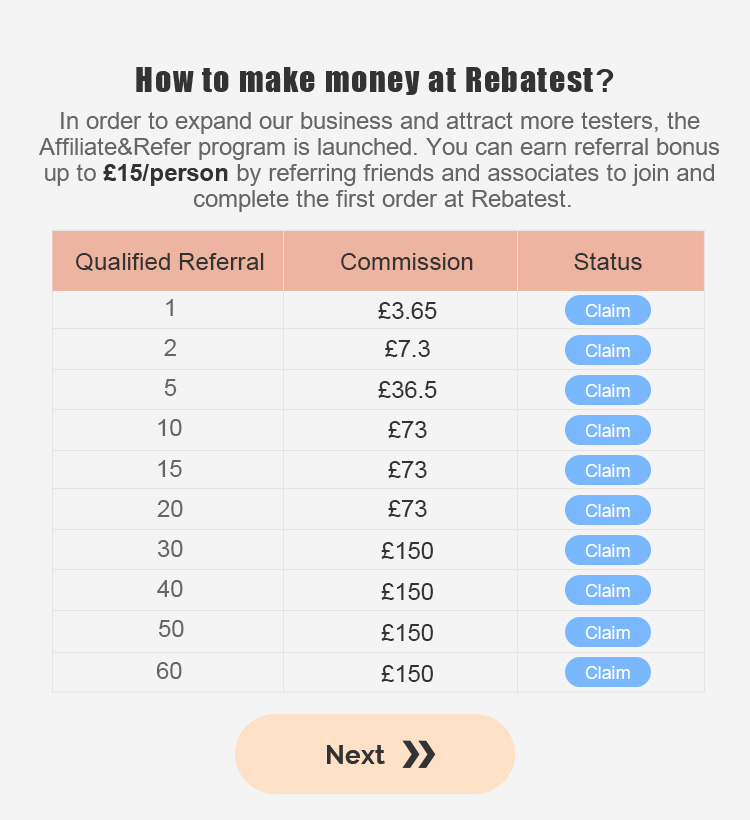 How to make money at Rebatest?
In order to expand our business and attract more testers, the
Affiliate&Refer program is launched. You can earn referral bonus
up to £15/person by referring friends and associates to join and
complete the first order at Rebatest.
Qualified Referral Commission Status
1 £3.65 Claim
2 £7.3 Claim
5 £36.5 Claim
10 £73 Claim
15 £73 Claim
20 £73 Claim
30 £150 Claim
40 £150 Claim
50 £150 Claim
60 £150 Claim
Next